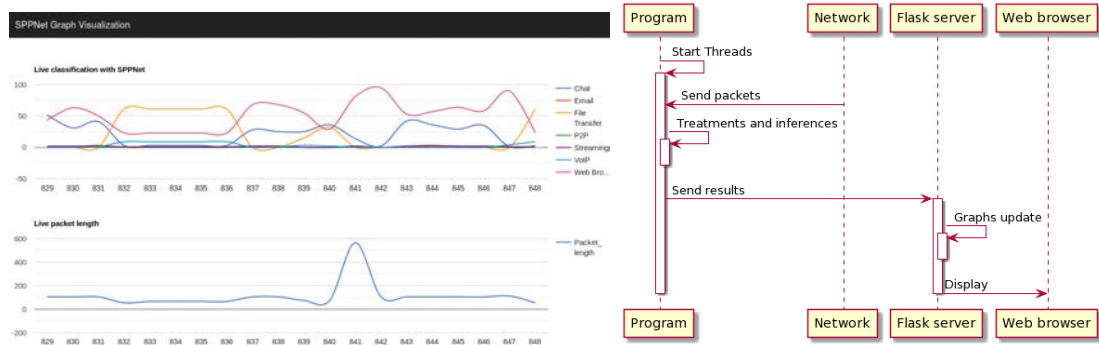 SPPNet Graph Visualization
Live classification with SPPNet
100
50
0
-50
829 830 831 832 833 834 835 836 837 838 839 840 841 842 843 844 845 846 847 848
Chat
Email
File
Transfer
P2P
Streaming
VoIP
Web Bro...
Live packet length
600
400
200
0
-200
829 830 831 832 833 834 835 836 837 838 839 840 841 842 843 844 845 846 847 848
Packet_
length
Program Network Flask server Web browser
Start Threads
Send packets
Treatments and inferences
Send results
Graphs update
Display
Program Network Flask server Web browser